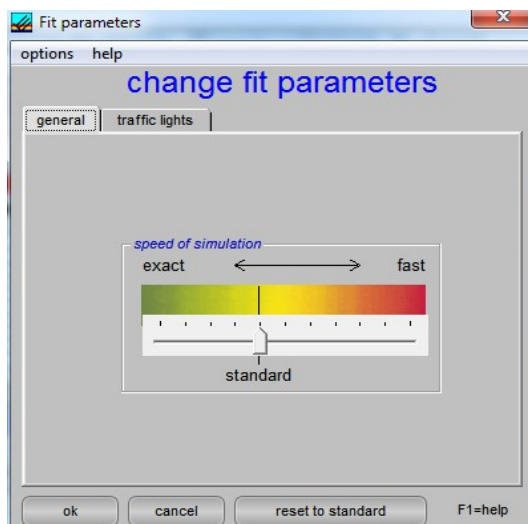 Fit parameters
x
options help
change fit parameters
general traffic lights
speed of simulation
exact fast
standard
ok cancel reset to standard F1=help